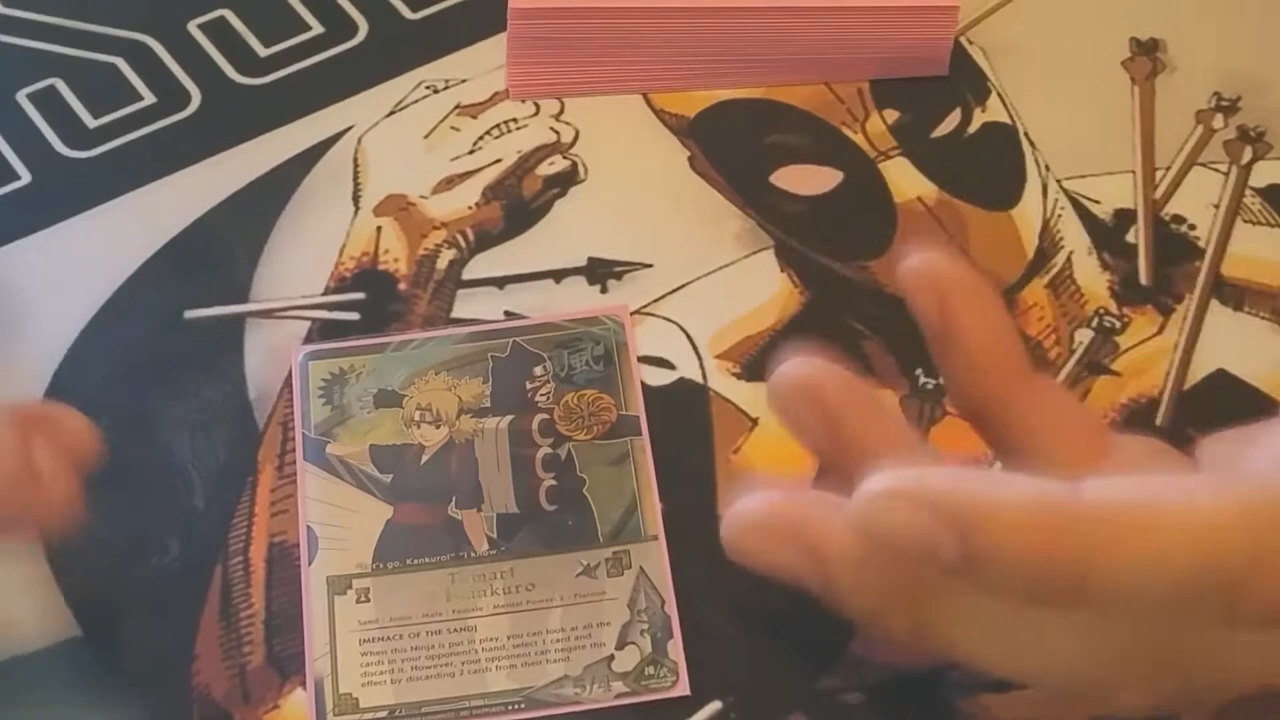 風
"Let's go, Kankuro!" "I know."
Temari
Kankuro
Sand | Jonin | Male | Female | Mental Power: 2 | Platoon
[MENACE OF THE SAND]
When this Ninja is put in play, you can look at all the
cards in your opponent's hand, select 1 card and
discard it. However, your opponent can negate this
effect by discarding 2 cards from their hand.
5/4